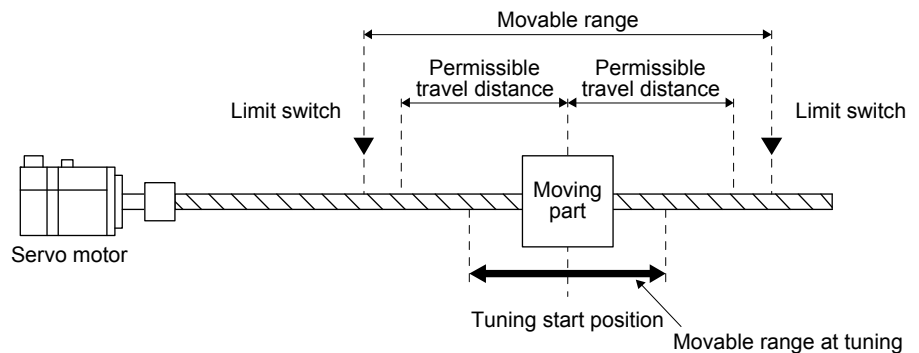 Movable range
Permissible
travel distance
Permissible
travel distance
Limit switch
Limit switch
Moving
part
Servo motor
Tuning start position
Movable range at tuning